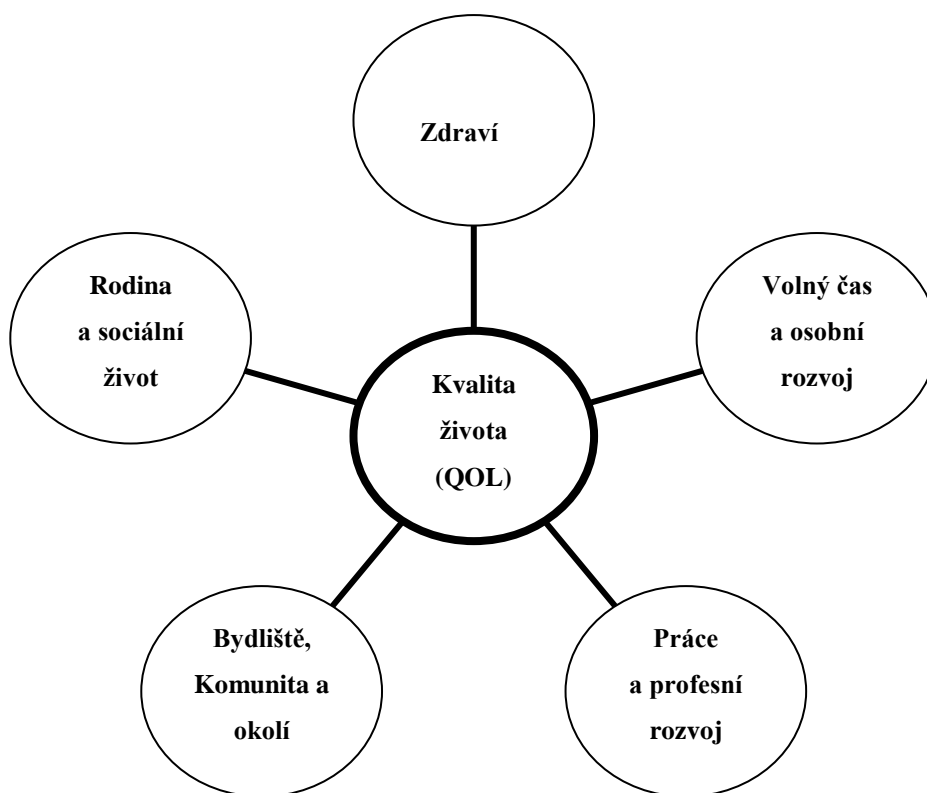 Zdraví
Rodina
a sociální
život
Volný čas
a osobní
rozvoj
Kvalita
života
(QOL)
Bydliště,
Komunita a
okolí
Práce
a profesní
rozvoj